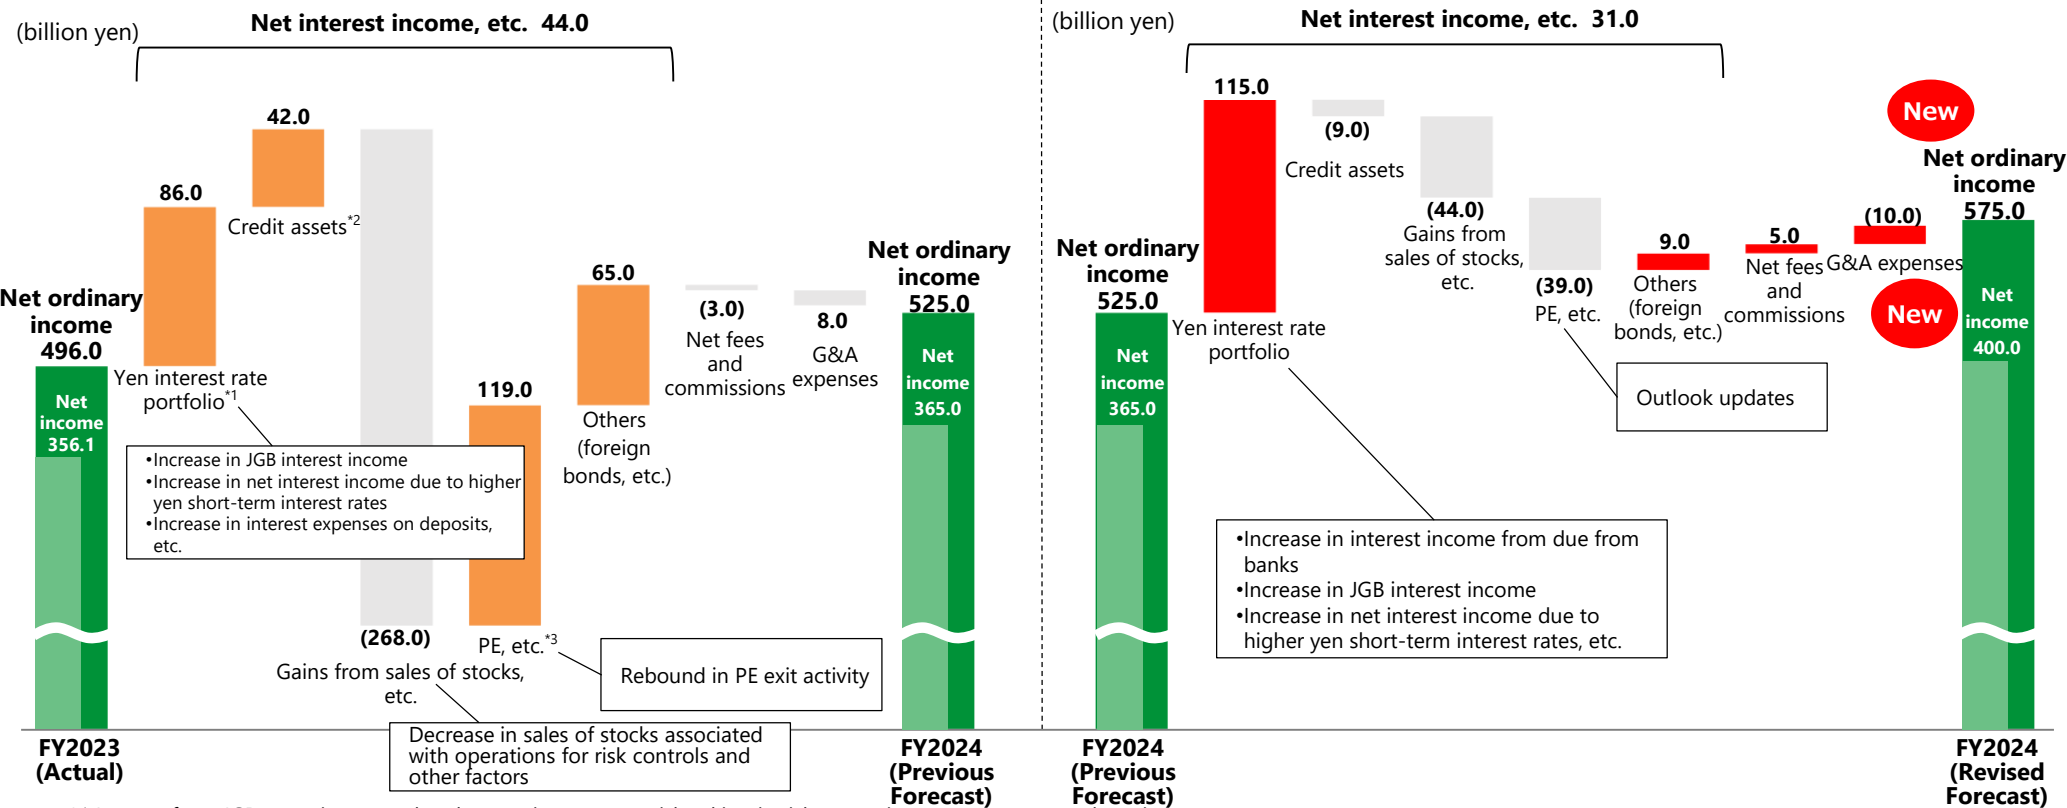 (billion yen)
Net interest income, etc. 44.0
Net ordinary
income
496.0
Net
income
356.1
FY2023
(Actual)
86.0
Yen interest rate
portfolio*1
•Increase in JGB interest income
•Increase in net interest income due to higher
yen short-term interest rates
•Increase in interest expenses on deposits,
etc.
42.0
Credit assets*2
(268.0)
Gains from sales of stocks,
etc.
Decrease in sales of stocks associated
with operations for risk controls and
other factors
119.0
PE, etc.*3
Rebound in PE exit activity
65.0
Others
(foreign
bonds, etc.)
(3.0)
Net fees
and
commissions
8.0
G&A
expenses
Net ordinary
income
525.0
Net
income
365.0
FY2024
(Previous
Forecast)
(billion yen)
Net interest income, etc. 31.0
Net ordinary
income
525.0
Net
income
365.0
FY2024
(Previous
Forecast)
115.0
Yen interest rate
portfolio
•Increase in interest income from due from
banks
•Increase in JGB interest income
•Increase in net interest income due to
higher yen short-term interest rates, etc.
(9.0)
Credit assets
(44.0)
Gains from
sales of stocks,
etc.
(39.0)
PE, etc.
Outlook updates
9.0
Others
(foreign
bonds, etc.)
5.0
Net fees
and
commissions
(10.0)
G&A expenses
New
Net ordinary
income
575.0
New
Net
income
400.0
FY2024
(Revised
Forecast)